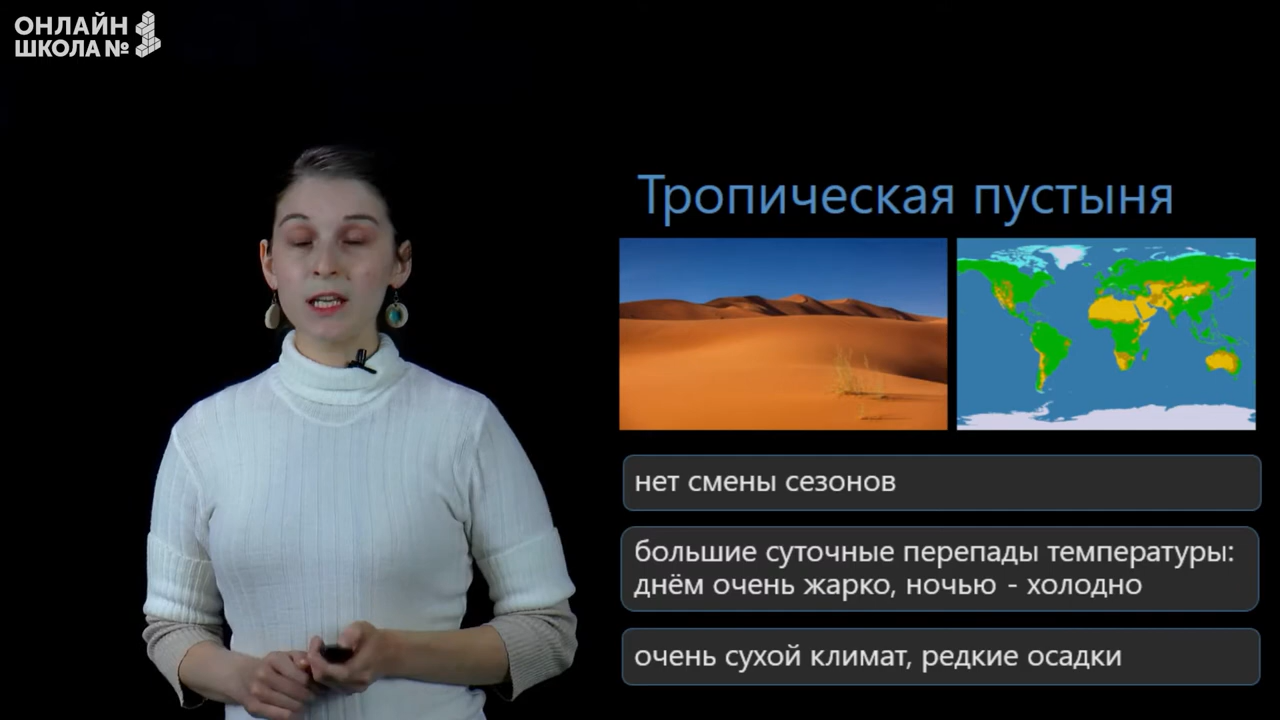 ОНЛАЙН
ШКОЛА №
Тропическая пустыня
нет смены сезонов
большие суточные перепады температуры:
днём очень жарко, ночью - холодно
очень сухой климат, редкие осадки